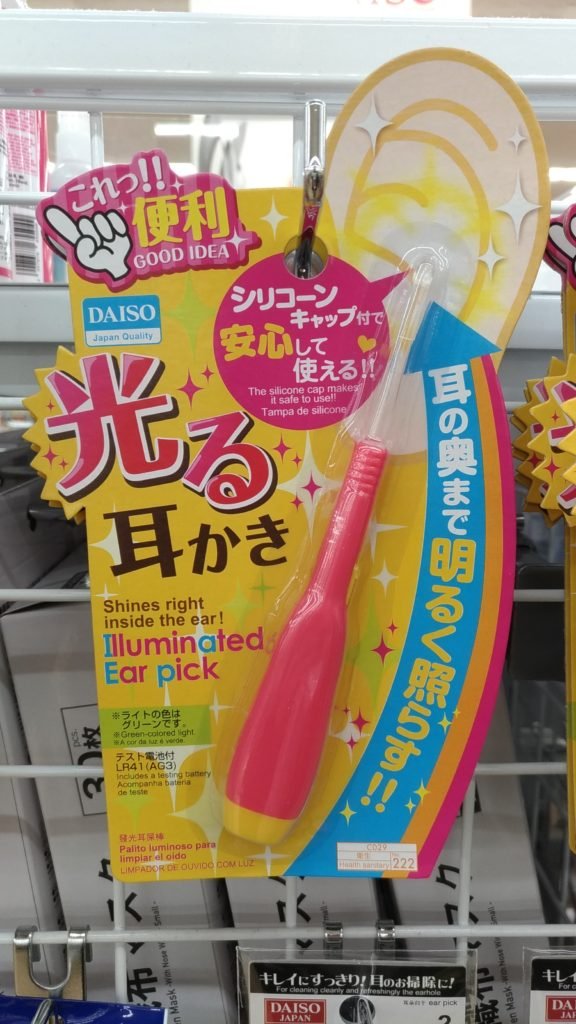 これっ!!
便利
GOOD IDEA
DAISO
Japan Quality
シリコーン
キャップ付で
安心して
使える!!
The silicone cap makes
it safe to use!!
Tampa de silicone
光る
耳かき
耳の奥まで明るく照らす!!
Shines right
inside the ear!
Illuminated
Ear pick
※ライトの色は
グリーンです。
※Green-colored light.
※A cor da luz é verde.
テスト電池付
LR41(AG3)
Includes a testing battery
Acompanha bateria
de teste
發光耳屎棒
Palito luminoso para
limpiar el oído
LIMPADOR DE OUVIDO COM LUZ
C029
衛生
Health sanitary
No.
222
キレイにすっきり!耳のお掃除に!
For cleaning cleanly and refreshingly the earhole
DAISO
JAPAN
ear pick
2
DAISO
JAPAN